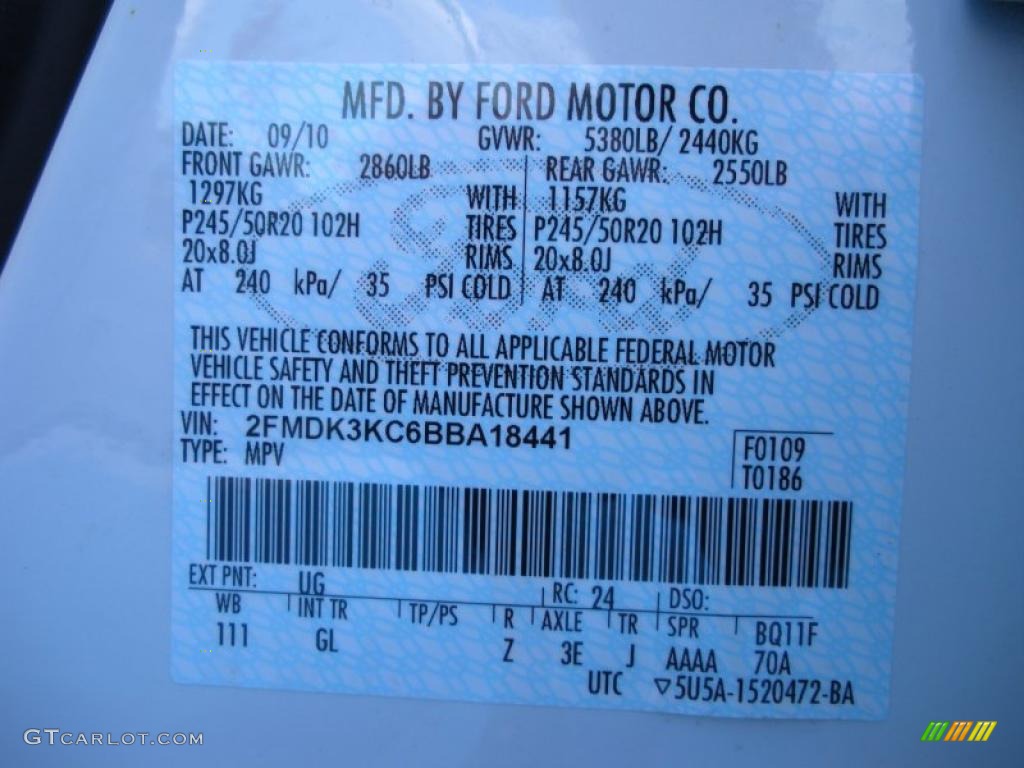 MFD. BY FORD MOTOR CO.
DATE: 09/10 GVWR: 5380LB/ 2440KG
FRONT GAWR: 2860LB REAR GAWR: 2550LB
1297KG WITH 1157KG WITH
P245/50R20 102H TIRES P245/50R20 102H TIRES
20x8.0J RIMS 20x8.0J RIMS
AT 240 kPa/ 35 PSI COLD AT 240 kPa/ 35 PSI COLD
THIS VEHICLE CONFORMS TO ALL APPLICABLE FEDERAL MOTOR
VEHICLE SAFETY AND THEFT PREVENTION STANDARDS IN
EFFECT ON THE DATE OF MANUFACTURE SHOWN ABOVE.
VIN: 2FMDK3KC6BBA18441
TYPE: MPV
F0109
T0186
EXT PNT: UG RC: 24 DSO:
WB INT TR TP/PS R AXLE TR SPR BQ11F
111 GL Z 3E J AAAA 70A
UTC ▽5U5A-1520472-BA
GTCARLOT.COM